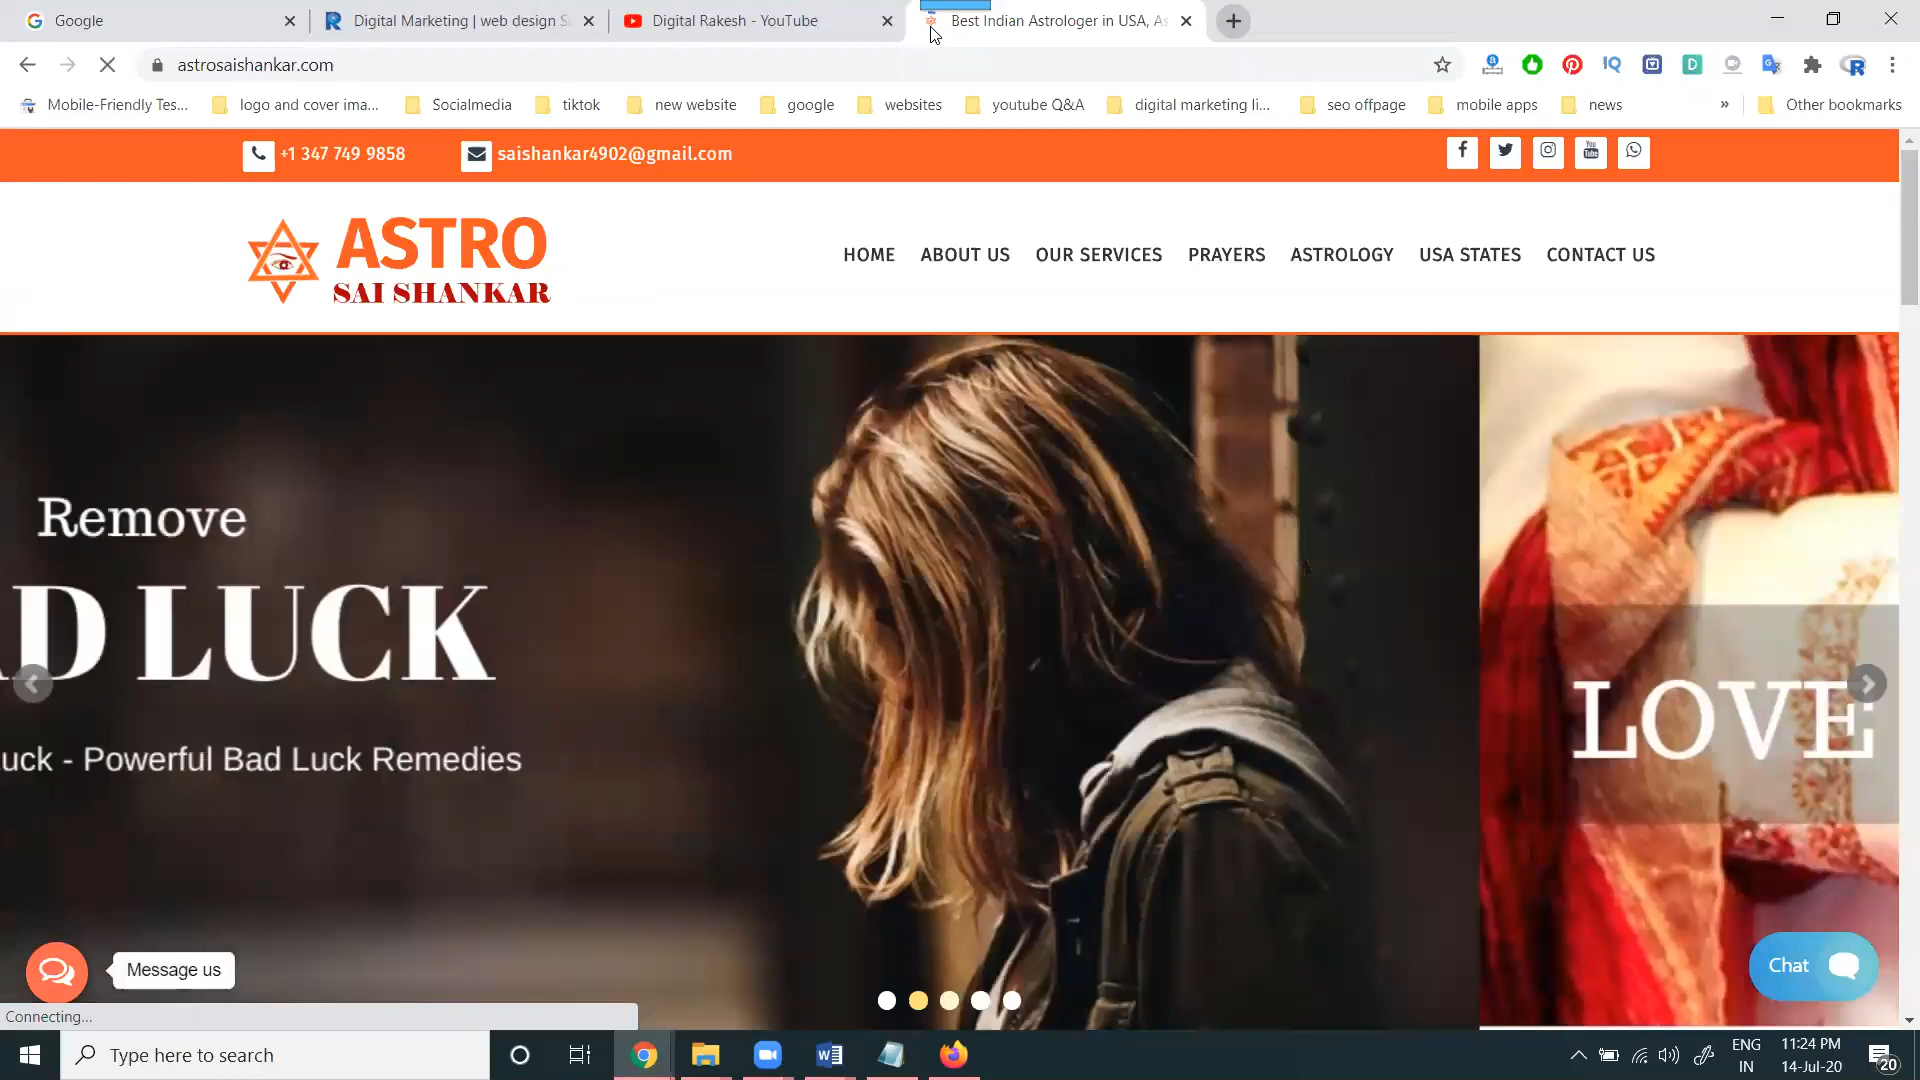 Google
Digital Marketing | web design S
Digital Rakesh - YouTube
Best Indian Astrologer in USA, As
astrosaishankar.com
Mobile-Friendly Tes...
logo and cover ima...
Socialmedia
tiktok
new website
google
websites
youtube Q&A
digital marketing li...
seo offpage
mobile apps
news
»
Other bookmarks
+1 347 749 9858
saishankar4902@gmail.com
ASTRO
SAI SHANKAR
HOME
ABOUT US
OUR SERVICES
PRAYERS
ASTROLOGY
USA STATES
CONTACT US
Remove
AD LUCK
uck - Powerful Bad Luck Remedies
LOVE
Message us
Chat
Connecting...
Type here to search
ENG
IN
11:24 PM
14-Jul-20
20